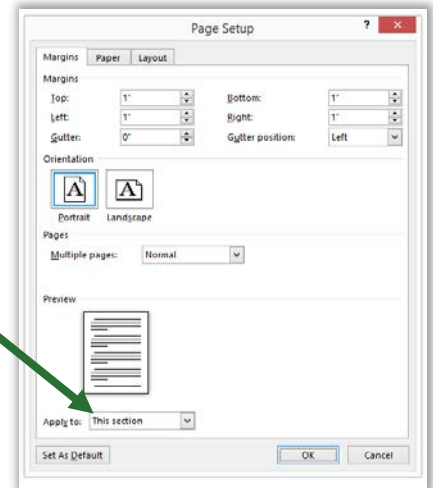 Page Setup ? ×
Margins Paper Layout
Margins
Top: 1" Bottom: 1"
Left: 1" Right: 1"
Gutter: 0" Gutter position: Left
Orientation
A A
Portrait Landscape
Pages
Multiple pages: Normal
Preview
Apply to: This section
Set As Default OK Cancel